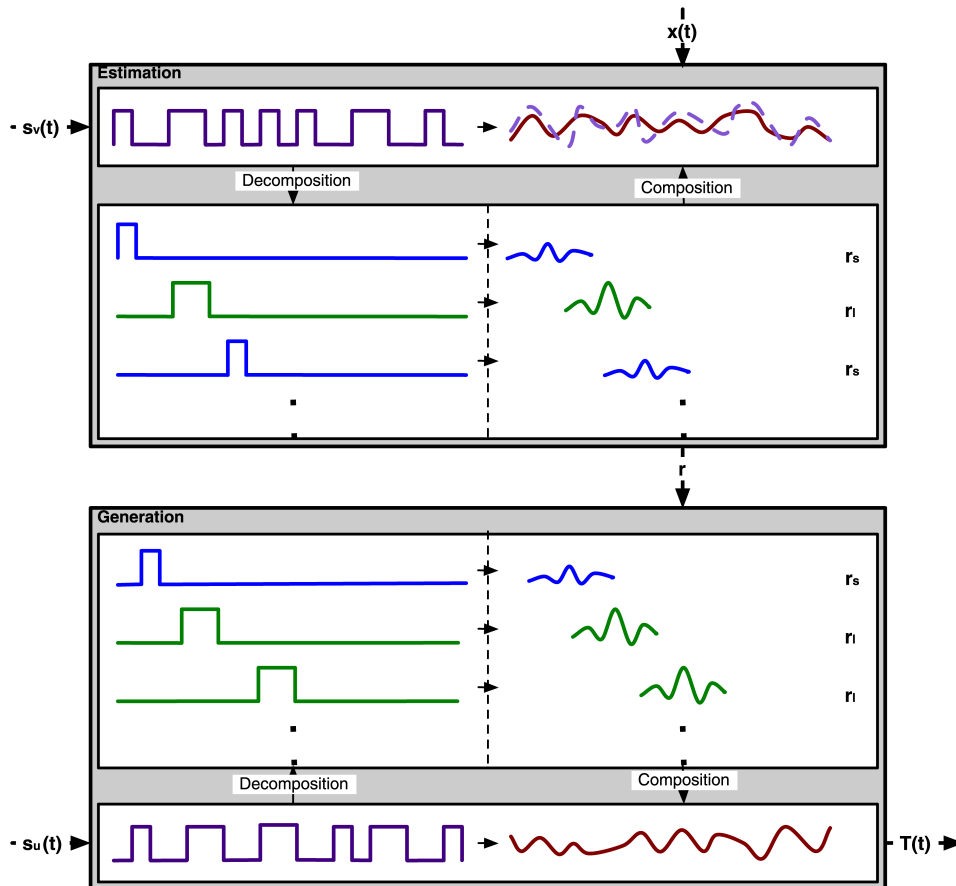 x(t)
Estimation
sᵥ(t)
Decomposition
Composition
rₛ
rₗ
rₛ
r
Generation
rₛ
rₗ
rₗ
Decomposition
Composition
sᵤ(t)
T(t)